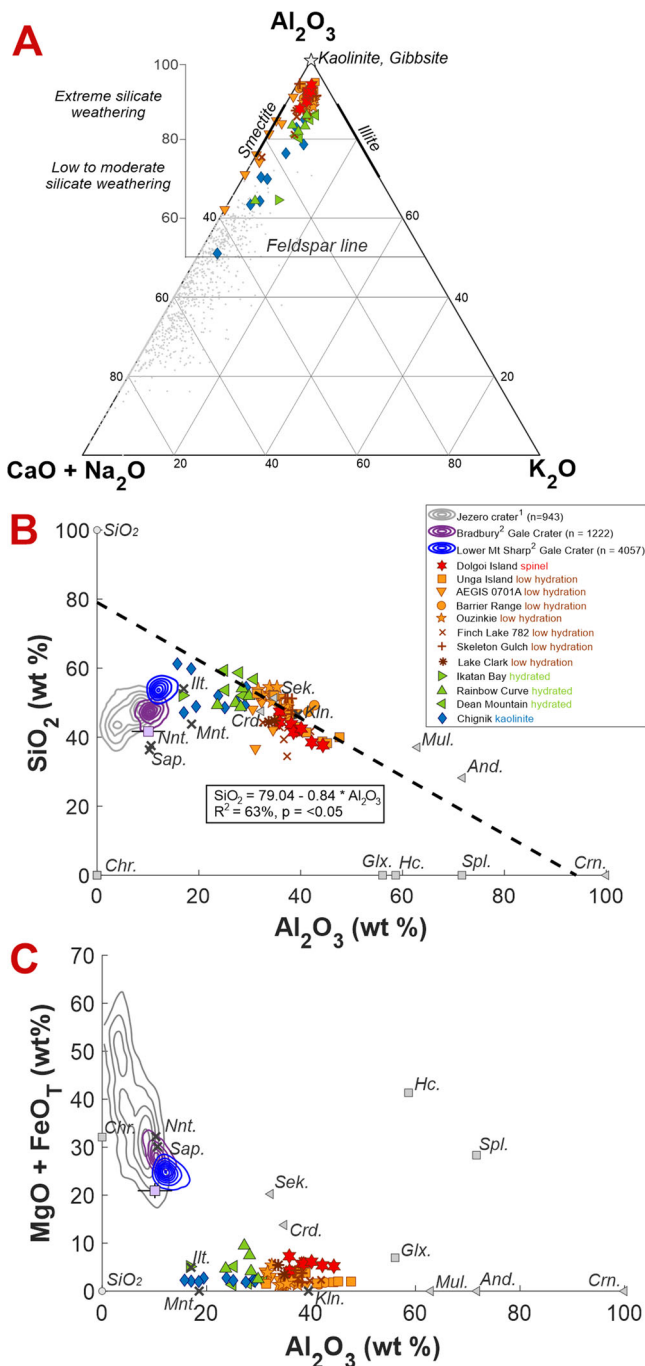 A
Al2O3
Kaolinite, Gibbsite
100
Extreme silicate
weathering
Smectite
Illite
80
80
Low to moderate
silicate weathering
60
40
60
Feldspar line
40
60
40
20
80
20
CaO + Na2O
20
40
60
80
K2O
B
100
SiO2
Jezero crater1 (n=943)
Bradbury2 Gale Crater (n = 1222)
Lower Mt Sharp2 Gale Crater (n = 4057)
Dolgoi Island spinel
Unga Island low hydration
AEGIS 0701A low hydration
Barrier Range low hydration
Ouzinkie low hydration
Finch Lake 782 low hydration
Skeleton Gulch low hydration
Lake Clark low hydration
Ikatan Bay hydrated
Rainbow Curve hydrated
Dean Mountain hydrated
Chignik kaolinite
80
60
40
20
0
SiO2 (wt %)
Ilt.
Sek.
Crd.
Kln.
Mnt.
Nnt.
Sap.
Mul.
And.
SiO2 = 79.04 - 0.84 * Al2O3
R2 = 63%, p = <0.05
Chr.
Glx.
Hc.
Spl.
Crn.
0
20
40
60
80
100
Al2O3 (wt %)
C
70
60
50
40
30
20
10
0
MgO + FeOT (wt%)
Hc.
Chr.
Nnt.
Sap.
Spl.
Sek.
Crd.
Glx.
Ilt.
SiO2
Mnt.
Kln.
Mul.
And.
Crn.
0
20
40
60
80
100
Al2O3 (wt %)